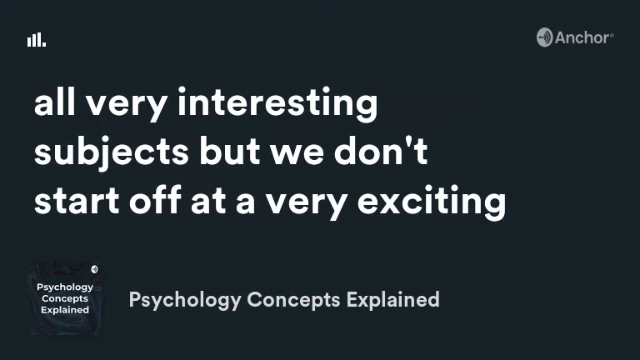 Anchor
all very interesting
subjects but we don't
start off at a very exciting
Psychology
Concepts
Explained
Psychology Concepts Explained